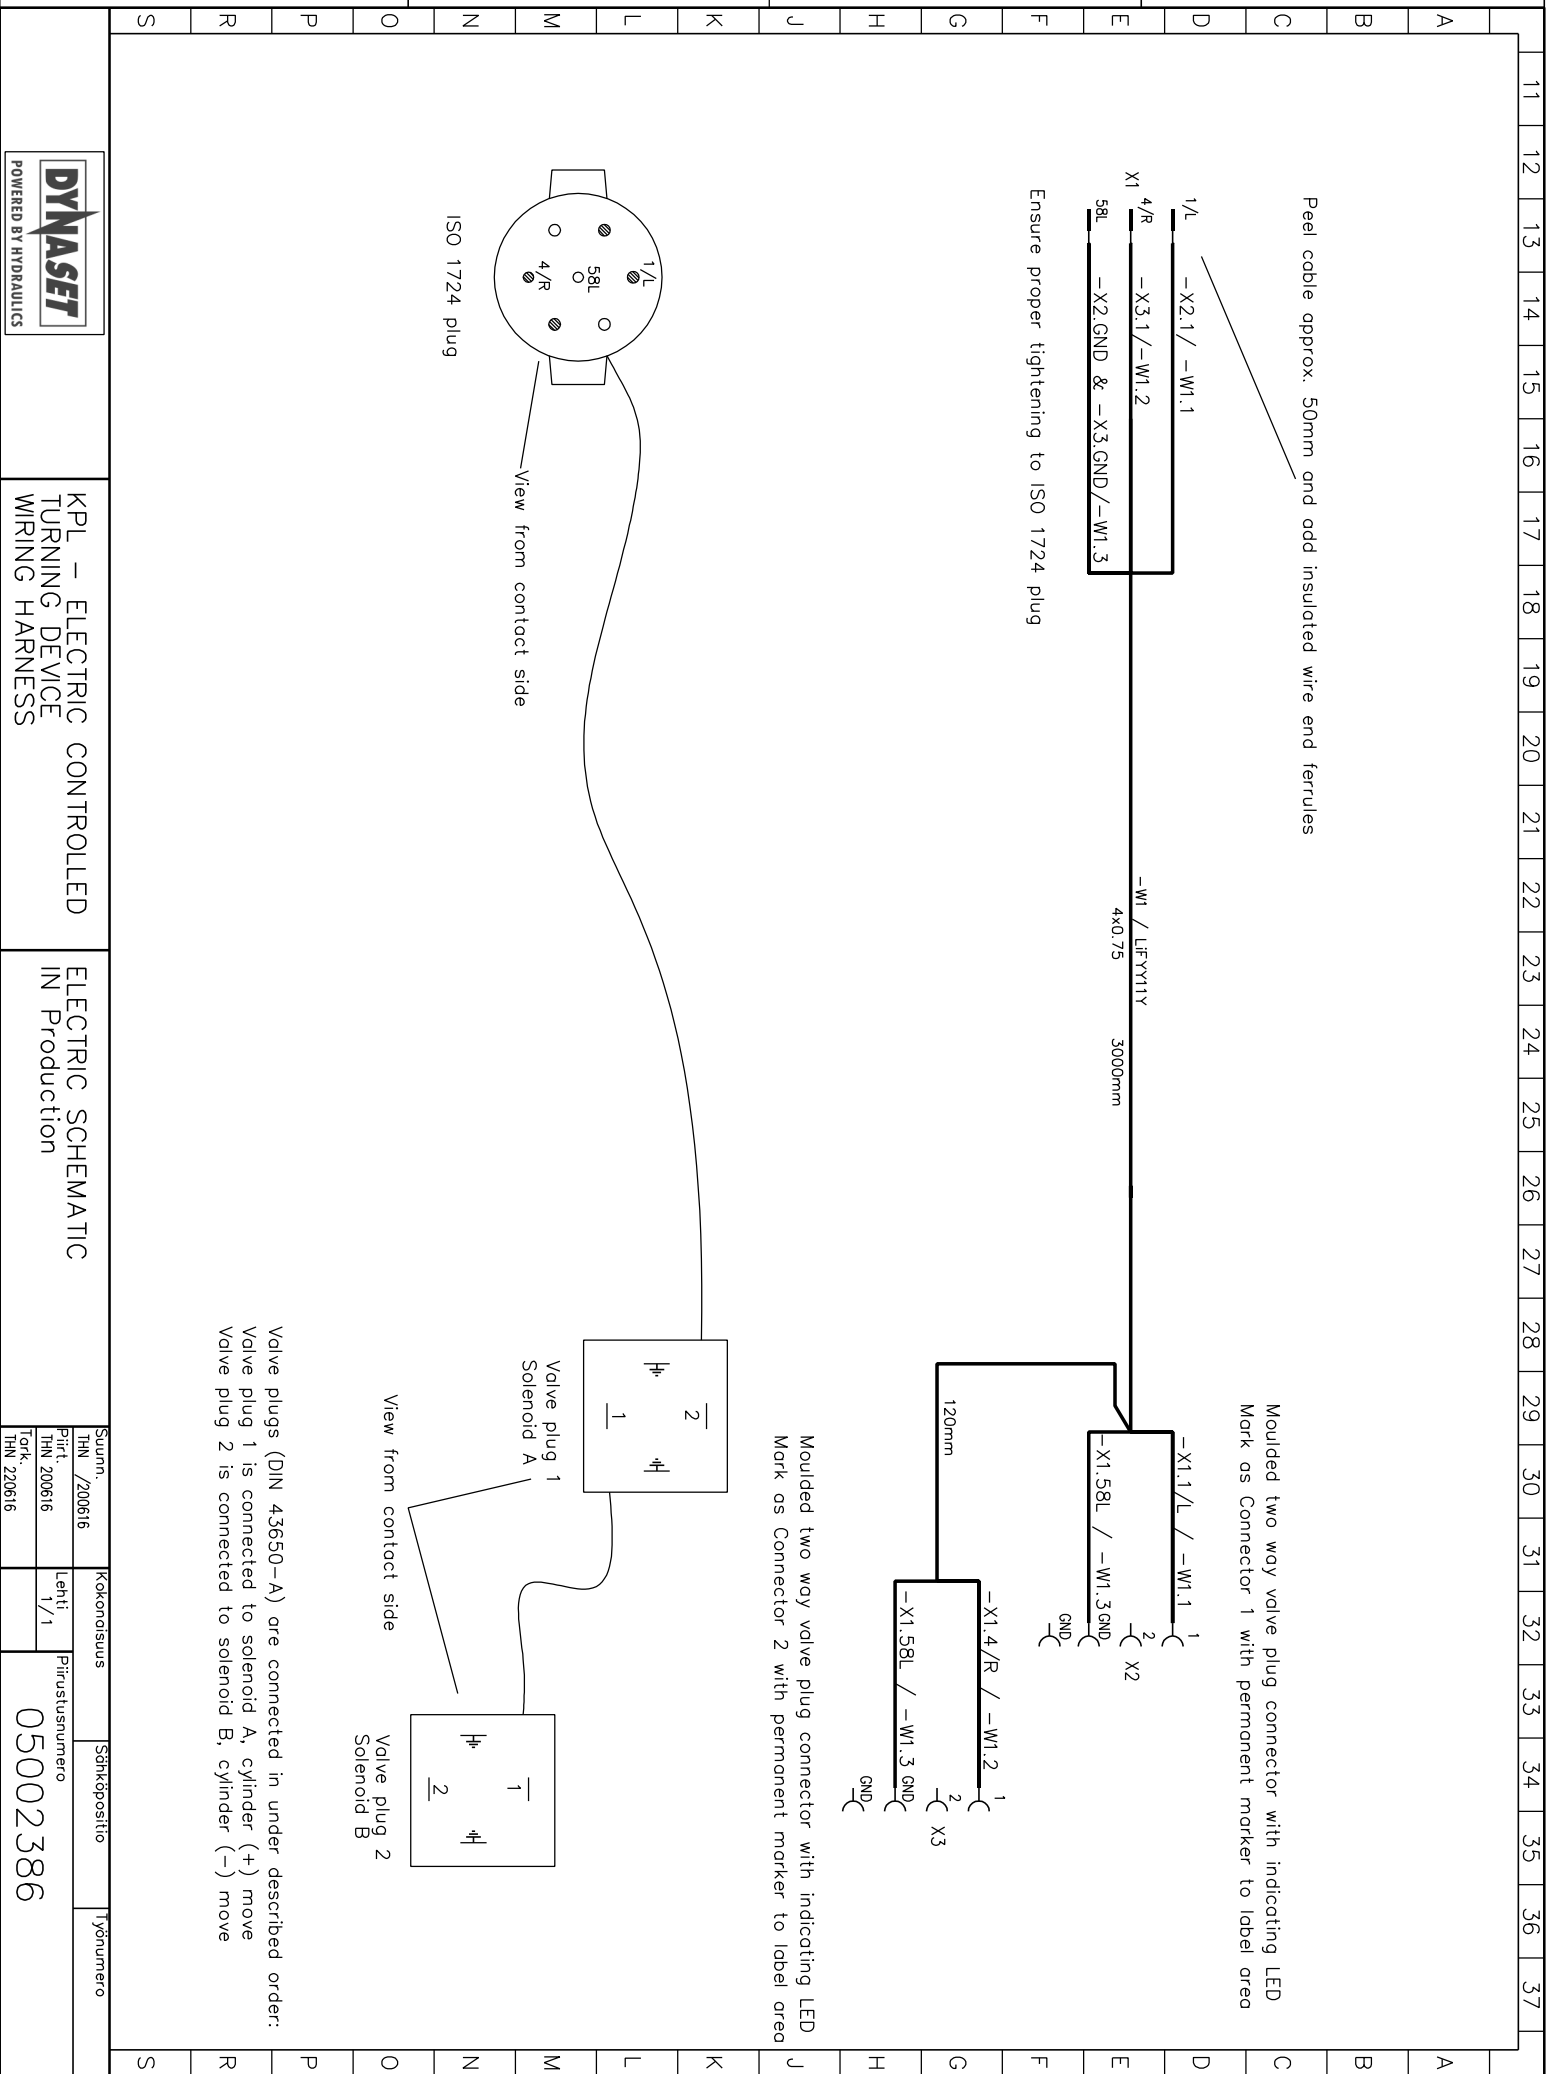 11 12 13 14 15 16 17 18 19 20 21 22 23 24 25 26 27 28 29 30 31 32 33 34 35 36 37
A
B
C
D
E
F
G
H
J
K
L
M
N
O
P
R
S
A
B
C
D
E
F
G
H
J
K
L
M
N
O
P
R
S
Peel cable approx. 50mm and add insulated wire end ferrules
Moulded two way valve plug connector with indicating LED
Mark as Connector 1 with permanent marker to label area
X1
1/L
-X2.1/ -W1.1
4/R
-X3.1/-W1.2
58L
-X2.GND & -X3.GND/-W1.3
Ensure proper tightening to ISO 1724 plug
-W1 / LiFYY11Y
4x0.75
3000mm
-X1.1/L / -W1.1
1
2
X2
-X1.58L / -W1.3
GND
GND
120mm
-X1.4/R / -W1.2
1
2
X3
-X1.58L / -W1.3
GND
GND
Moulded two way valve plug connector with indicating LED
Mark as Connector 2 with permanent marker to label area
1/L
58L
4/R
ISO 1724 plug
View from contact side
2
1
Valve plug 1
Solenoid A
1
2
Valve plug 2
Solenoid B
View from contact side
Valve plugs (DIN 43650-A) are connected in under described order:
Valve plug 1 is connected to solenoid A, cylinder (+) move
Valve plug 2 is connected to solenoid B, cylinder (-) move
DYNASET
POWERED BY HYDRAULICS
KPL - ELECTRIC CONTROLLED
TURNING DEVICE
WIRING HARNESS
ELECTRIC SCHEMATIC
IN Production
Suunn.
THN /200616
Piirt.
THN 200616
Tark.
THN 220616
Kokonaisuus
Sähköpositio
Työnumero
Lehti
1/1
Piirustusnumero
05002386